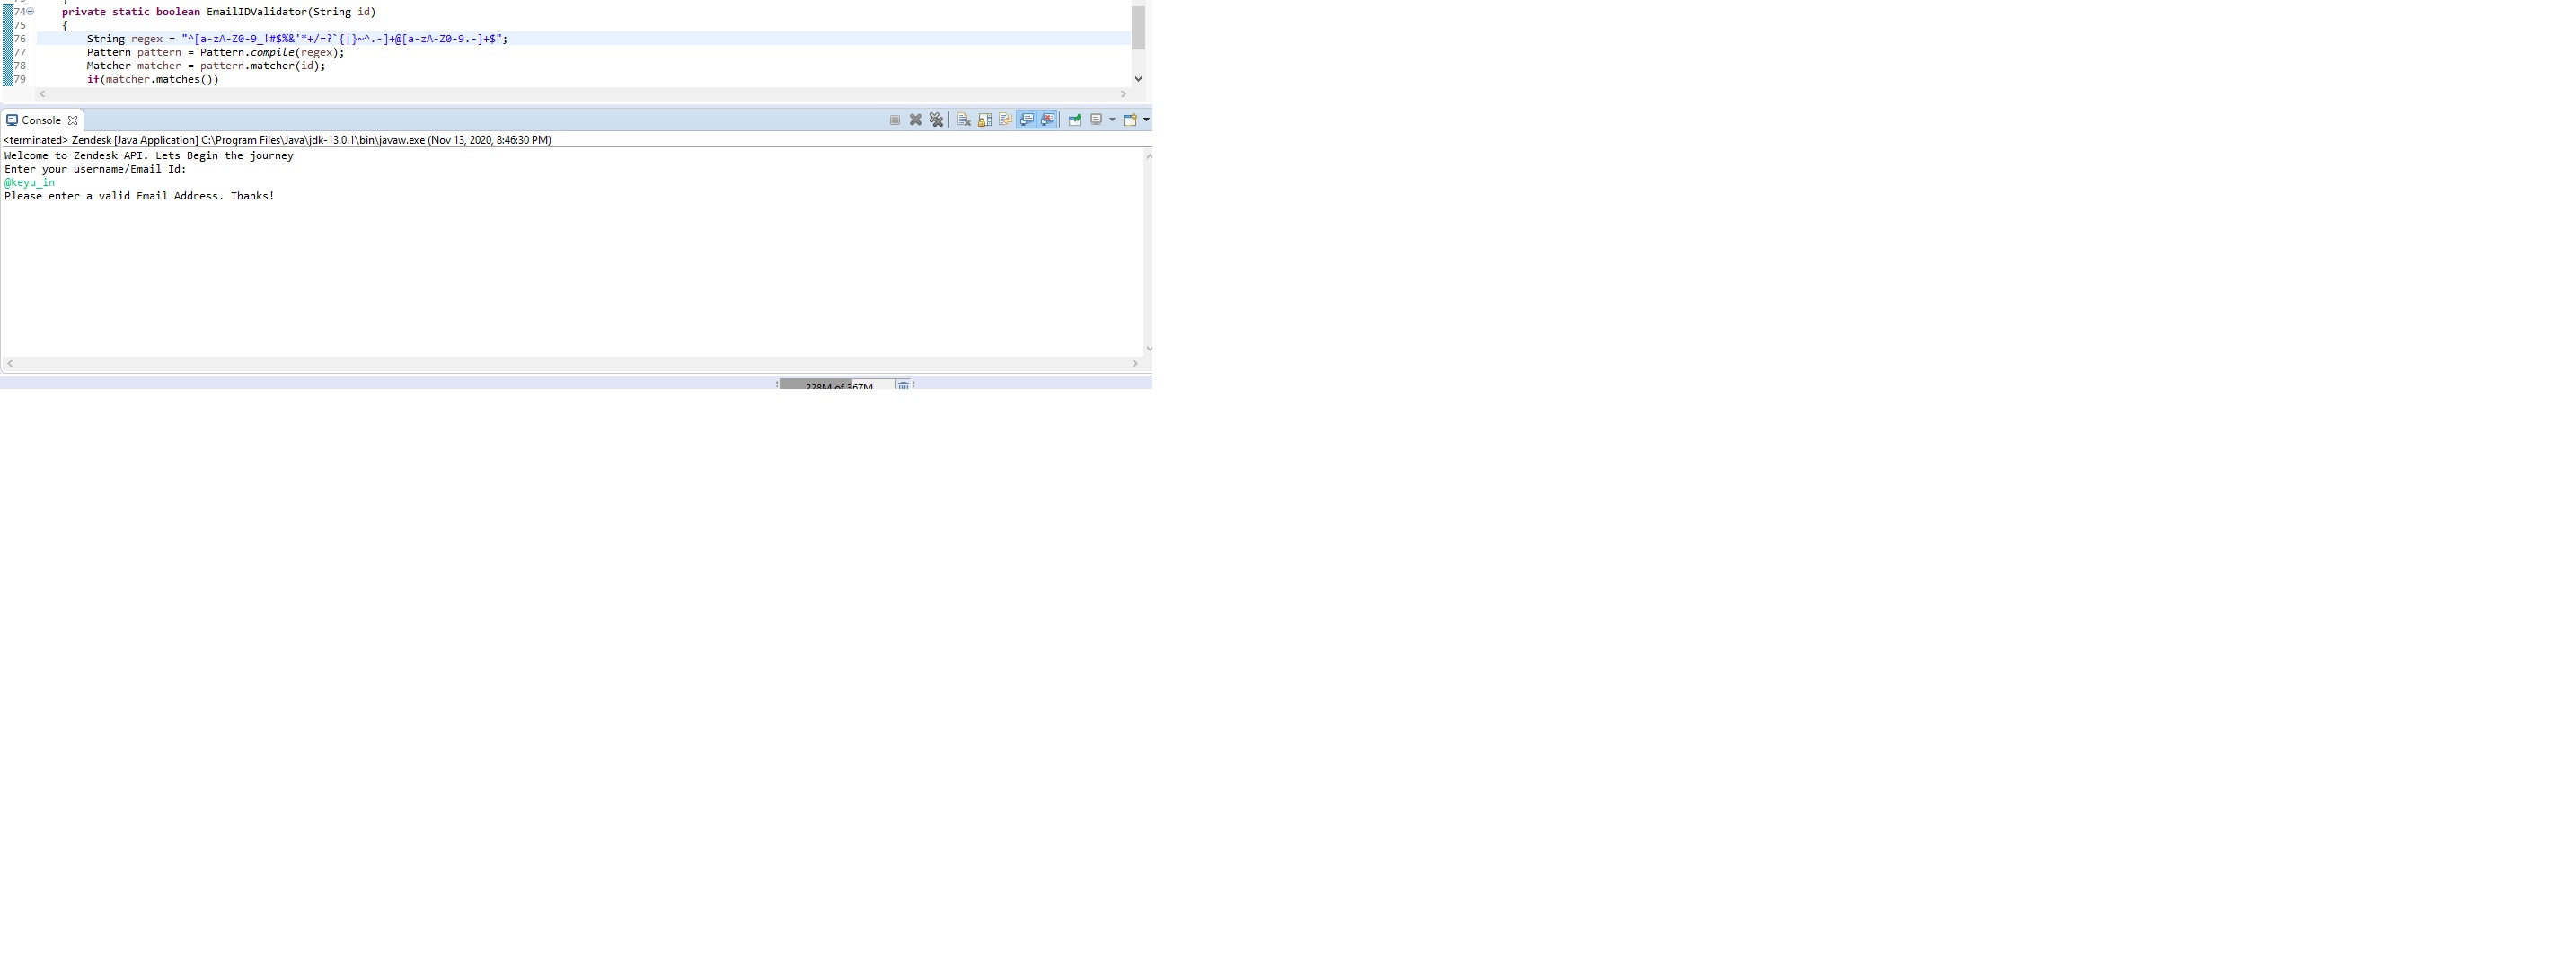 74 private static boolean EmailIDValidator(String id)
75 {
76 String regex = "^[a-zA-Z0-9_!#$%&'*+/=?`{|}~^.-]+@[a-zA-Z0-9.-]+$";
77 Pattern pattern = Pattern.compile(regex);
78 Matcher matcher = pattern.matcher(id);
79 if(matcher.matches())
Console
<terminated> Zendesk [Java Application] C:\Program Files\Java\jdk-13.0.1\bin\javaw.exe (Nov 13, 2020, 8:46:30 PM)
Welcome to Zendesk API. Lets Begin the journey
Enter your username/Email Id:
@keyu_in
Please enter a valid Email Address. Thanks!
228M of 367M